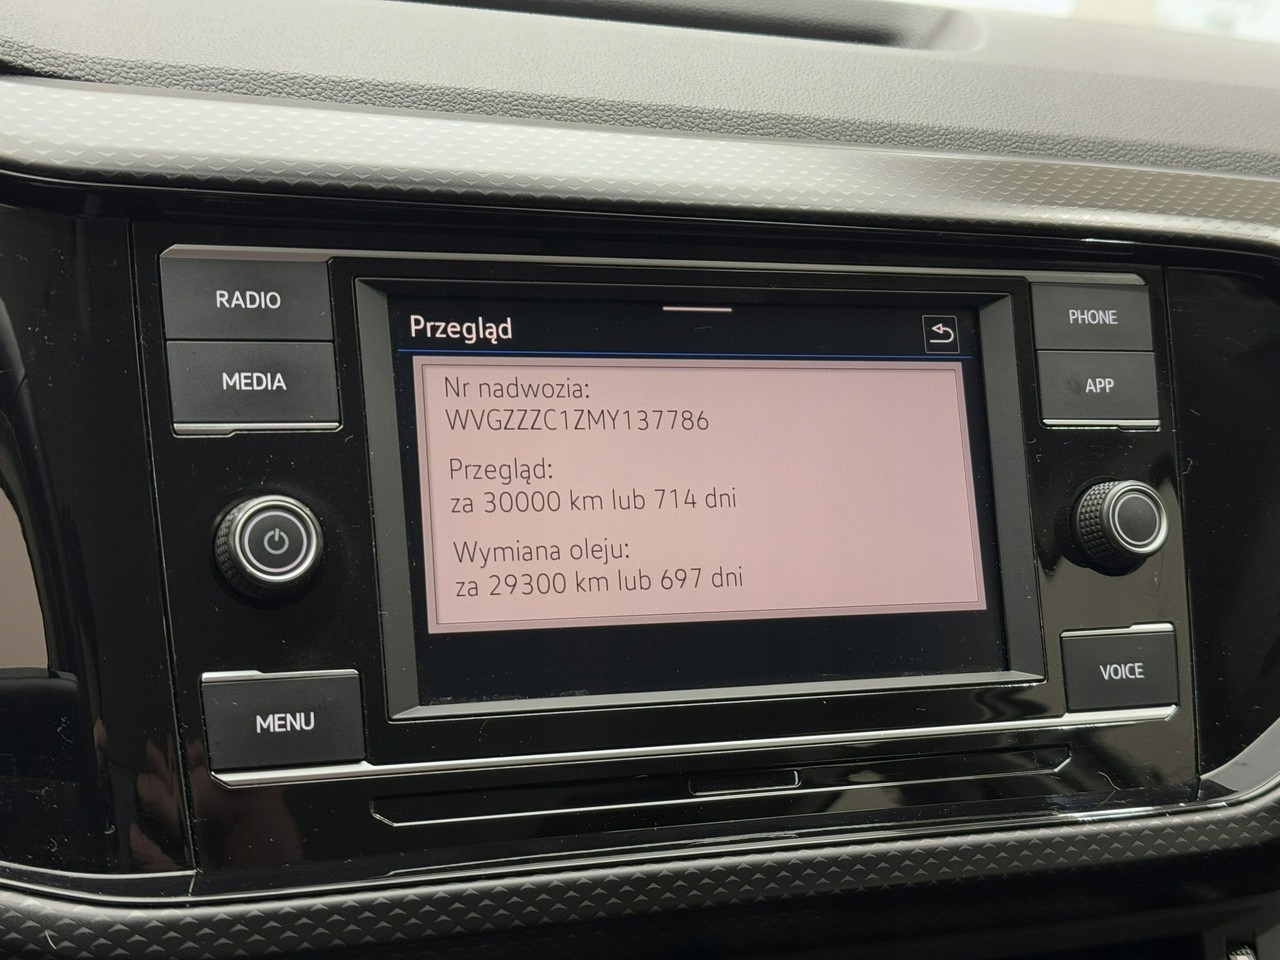 RADIO
MEDIA
MENU
Przegląd
Nr nadwozia:
WVGZZZC1ZMY137786
Przegląd:
za 30000 km lub 714 dni
Wymiana oleju:
za 29300 km lub 697 dni
PHONE
APP
VOICE